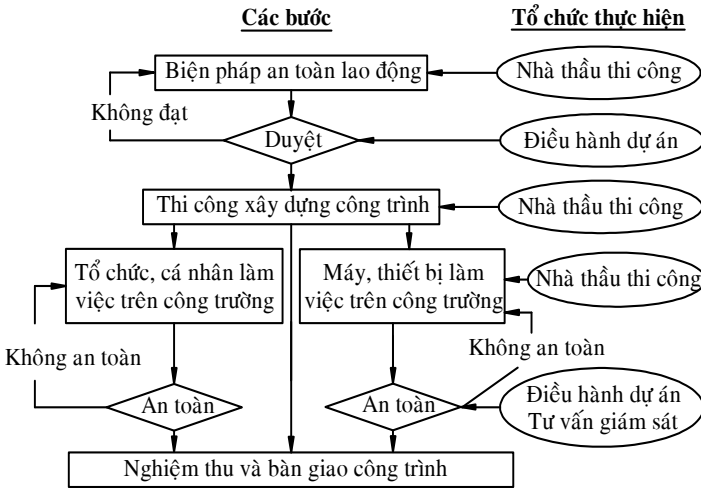 Các bước
Tổ chức thực hiện
Biện pháp an toàn lao động
Nhà thầu thi công
Không đạt
Duyệt
Điều hành dự án
Thi công xây dựng công trình
Nhà thầu thi công
Tổ chức, cá nhân làm
việc trên công trường
Máy, thiết bị làm
việc trên công trường
Nhà thầu thi công
Không an toàn
Không an toàn
An toàn
An toàn
Điều hành dự án
Tư vấn giám sát
Nghiệm thu và bàn giao công trình